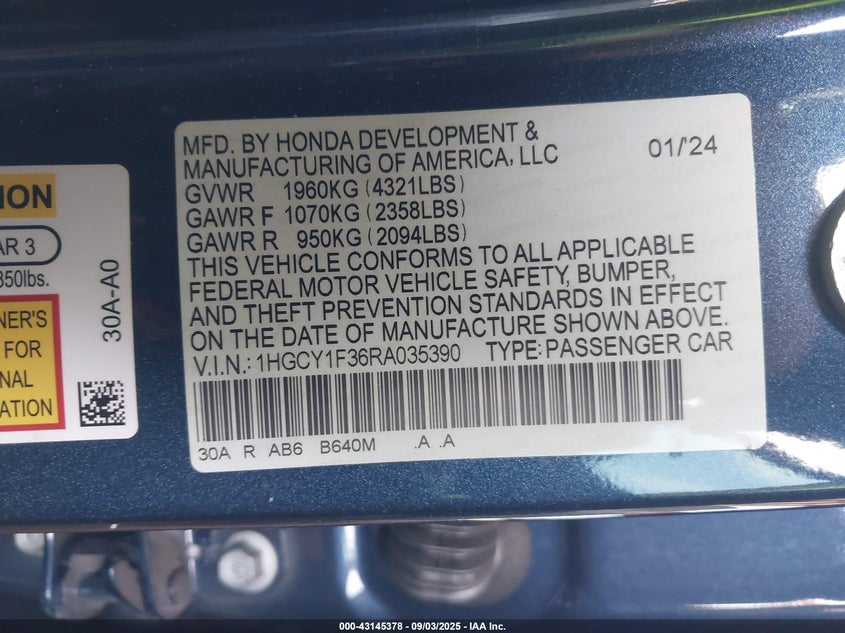 ION
AR 3
850lbs.
NER'S
FOR
NAL
ATION
30A-A0
MFD. BY HONDA DEVELOPMENT &
MANUFACTURING OF AMERICA, LLC 01/'24
GVWR 1960KG (4321LBS)
GAWR F 1070KG (2358LBS)
GAWR R 950KG (2094LBS)
THIS VEHICLE CONFORMS TO ALL APPLICABLE
FEDERAL MOTOR VEHICLE SAFETY, BUMPER,
AND THEFT PREVENTION STANDARDS IN EFFECT
ON THE DATE OF MANUFACTURE SHOWN ABOVE.
V.I.N.: 1HGCY1F36RA035390 TYPE: PASSENGER CAR
30A R AB6 B640M .A .A
000-43145378 - 09/03/2025 - IAA Inc.